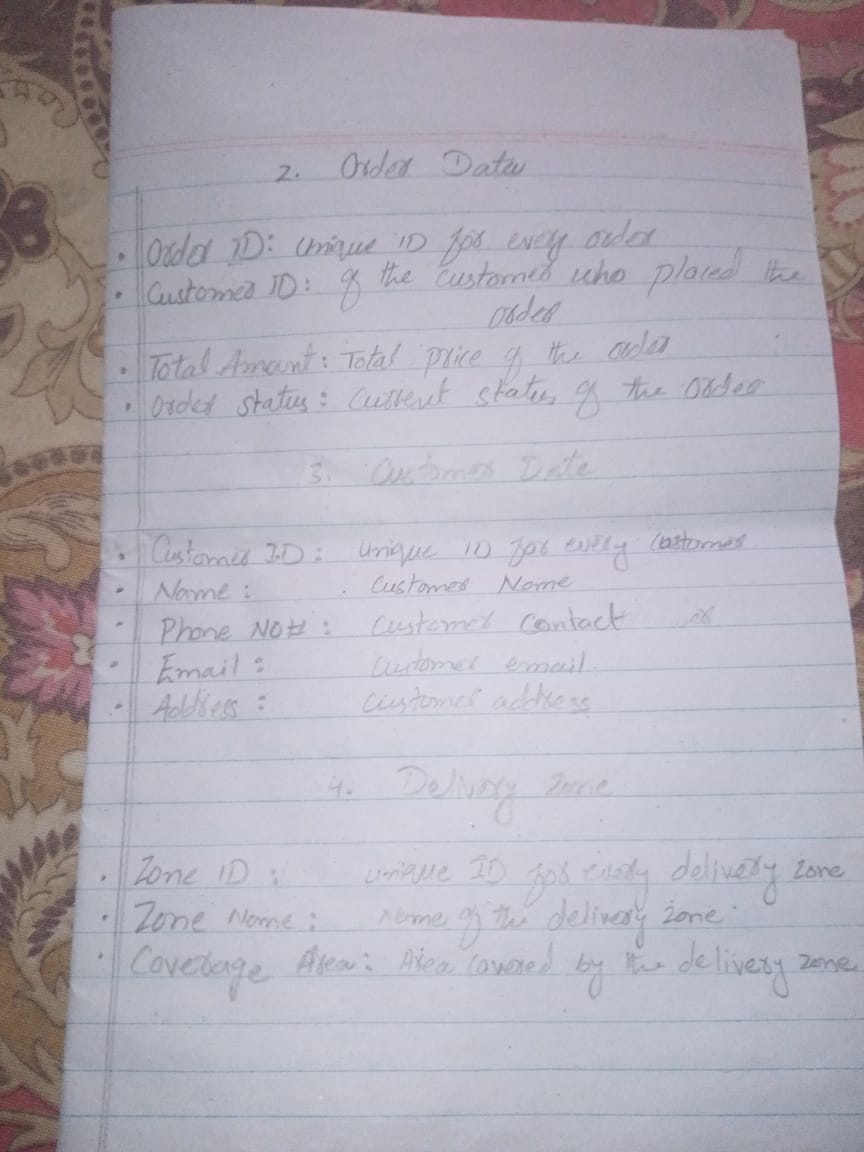 2. Order Data
• Order ID: unique ID for every order
• Customer ID: of the customer who placed the
order
• Total Amount: Total price of the order
• Order status: Current status of the order
3. Customer Data
• Customer I.D: unique ID for every customer
• Name: Customer Name
• Phone NO#: Customer Contact or
• Email: Customer email.
• Address: Customer address
4. Delivery Zone
• Zone ID: unique ID for every delivery zone
• Zone Name: Name of the delivery zone
• Coverage Area: Area covered by the delivery zone